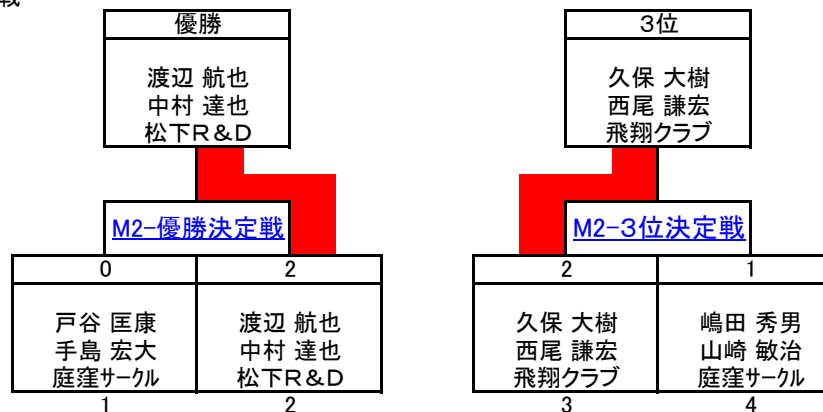 戦
優勝
渡辺 航也
中村 達也
松下R&D
M2-優勝決定戦
0 2
戸谷 匡康 渡辺 航也
手島 宏大 中村 達也
庭窪サークル 松下R&D
1 2
3位
久保 大樹
西尾 謙宏
飛翔クラブ
M2-3位決定戦
2 1
久保 大樹 嶋田 秀男
西尾 謙宏 山崎 敏治
飛翔クラブ 庭窪サークル
3 4